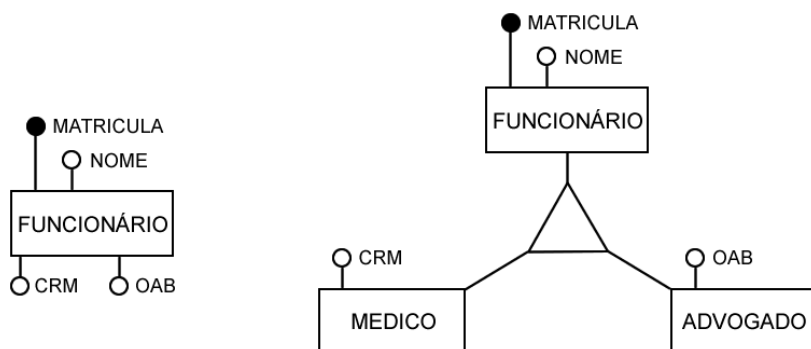 MATRICULA
NOME
FUNCIONÁRIO
CRM OAB
MATRICULA
NOME
FUNCIONÁRIO
CRM
OAB
MEDICO
ADVOGADO